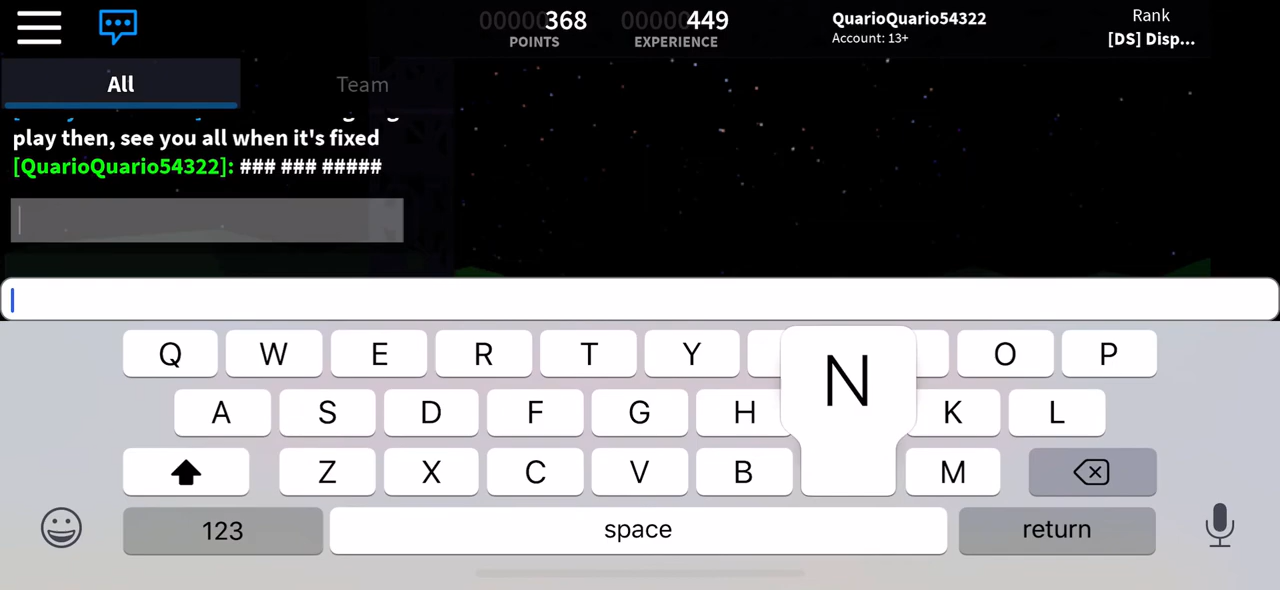 00000368
00000449
QuarioQuario54322
Rank
POINTS
EXPERIENCE
Account: 13+
[DS] Disp...
All
Team
play then, see you all when it's fixed
[QuarioQuario54322]: ### ### #####
Q W E R T Y O P
N
A S D F G H K L
Z X C V B M
123
space
return